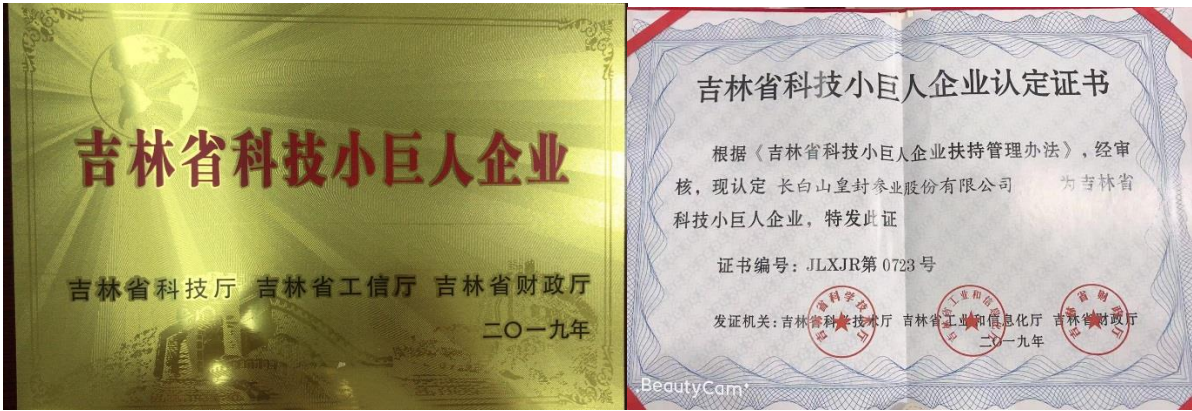 吉林省科技小巨人企业
吉林省科技厅 吉林省工信厅 吉林省财政厅
二〇一九年
吉林省科技小巨人企业认定证书
根据《吉林省科技小巨人企业扶持管理办法》，经审
核，现认定 长白山皇封参业股份有限公司 为吉林省
科技小巨人企业，特发此证
证书编号：JLXJR第 0723 号
发证机关：吉林省科学技术厅 吉林省工业和信息化厅 吉林省财政厅
二〇一九年
BeautyCam